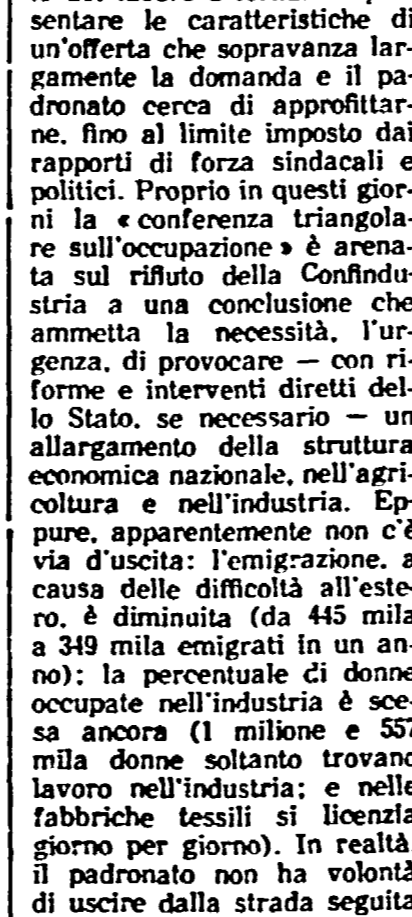 sentare le caratteristiche di
un'offerta che sopravanza lar-
gamente la domanda e il pa-
dronato cerca di approfittar-
ne. fino al limite imposto dai
rapporti di forza sindacali e
politici. Proprio in questi gior-
ni la « conferenza triangola-
re sull'occupazione » è arena-
ta sul rifiuto della Confindu-
stria a una conclusione che
ammetta la necessità, l'ur-
genza, di provocare — con ri-
forme e interventi diretti del-
lo Stato. se necessario — un
allargamento della struttura
economica nazionale, nell'agri-
coltura e nell'industria. Ep-
pure, apparentemente non c'è
via d'uscita: l'emigrazione, a
causa delle difficoltà all'este-
ro, è diminuita (da 445 mila
a 349 mila emigrati in un an-
no); la percentuale di donne
occupate nell'industria è sce-
sa ancora (1 milione e 557
mila donne soltanto trovano
lavoro nell'industria; e nelle
fabbriche tessili si licenzia
giorno per giorno). In realtà
il padronato non ha volontà
di uscire dalla strada seguita